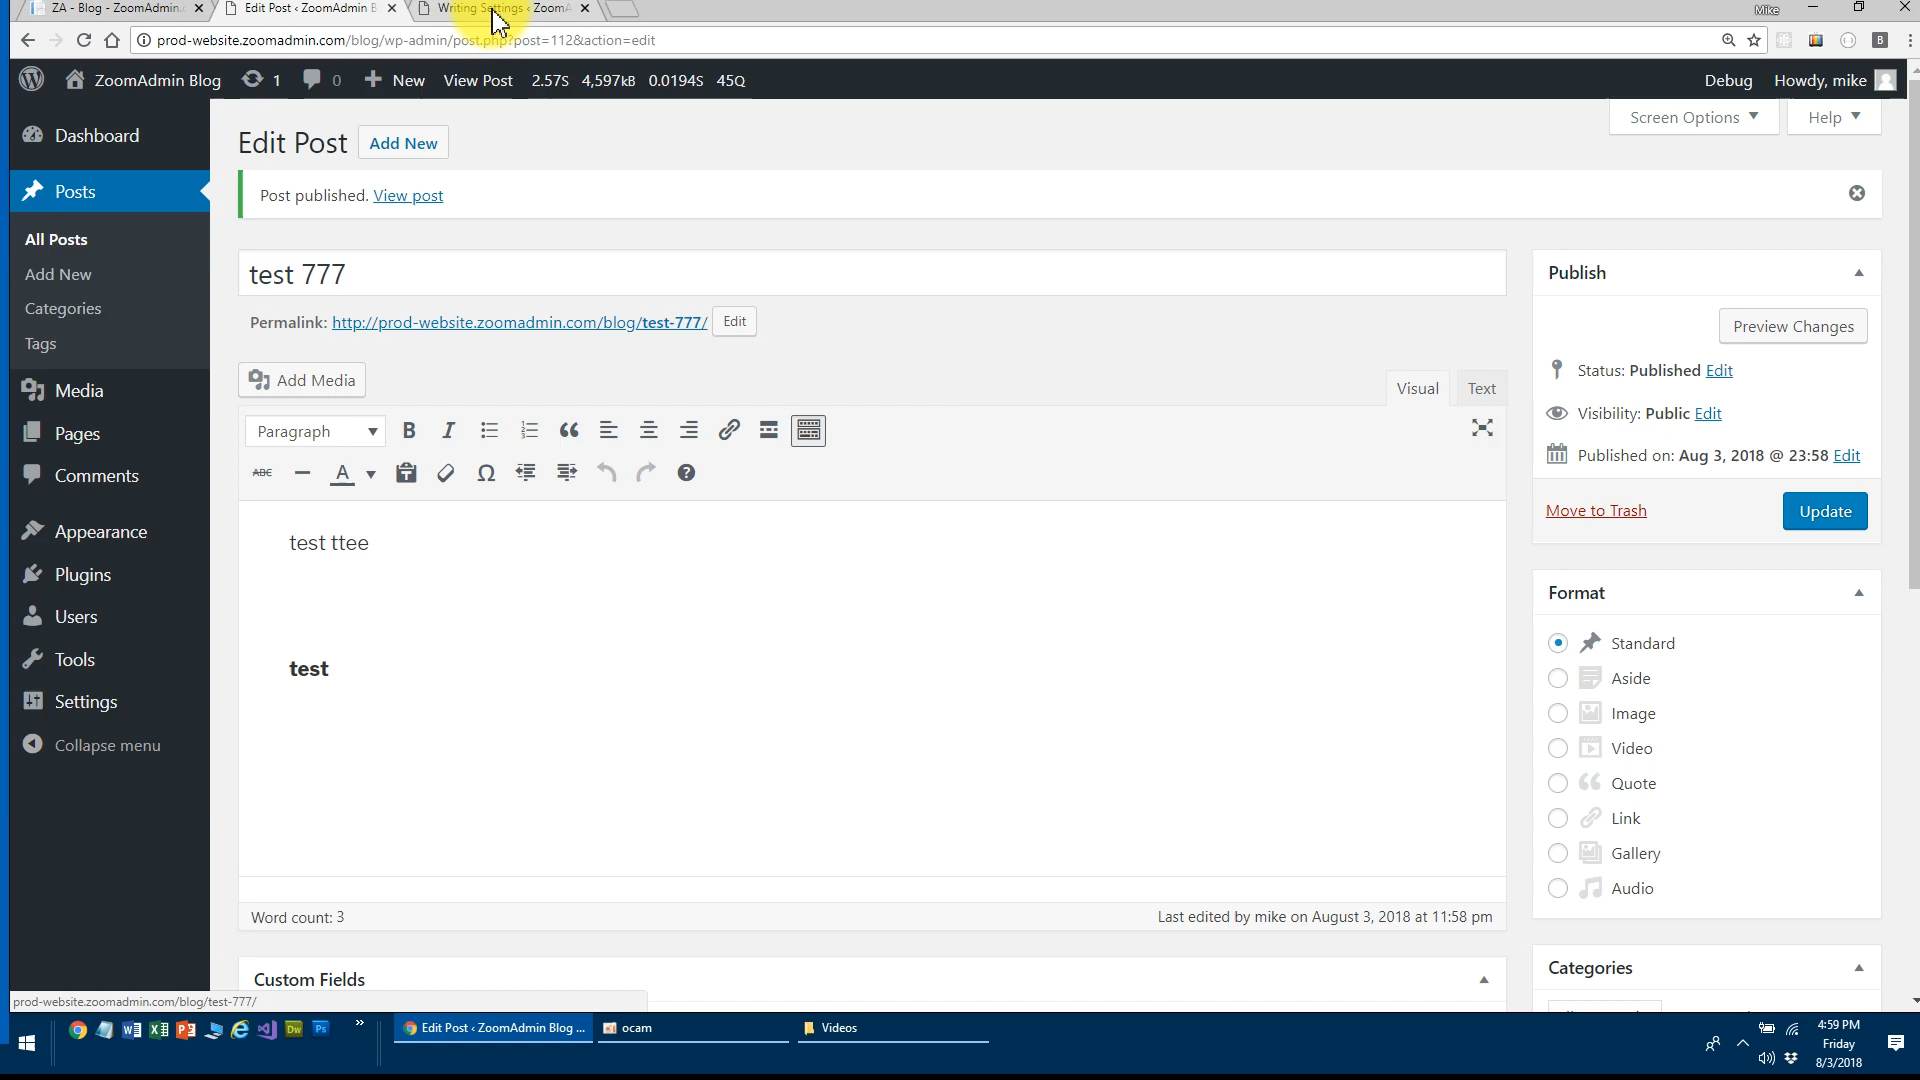 ZA - Blog - ZoomAdmin.
Edit Post ‹ ZoomAdmin B
Writing Settings ‹ ZoomA
Mike
prod-website.zoomadmin.com/blog/wp-admin/post.php?post=112&action=edit
ZoomAdmin Blog 1 0 New View Post 2.57S 4,597kB 0.0194S 45Q Debug Howdy, mike
Screen Options Help
Dashboard
Posts
All Posts
Add New
Categories
Tags
Media
Pages
Comments
Appearance
Plugins
Users
Tools
Settings
Collapse menu
Edit Post Add New
Post published. View post
test 777
Permalink: http://prod-website.zoomadmin.com/blog/test-777/ Edit
Add Media
Visual Text
Paragraph
ABC
test ttee
test
Word count: 3
Last edited by mike on August 3, 2018 at 11:58 pm
Custom Fields
Publish
Preview Changes
Status: Published Edit
Visibility: Public Edit
Published on: Aug 3, 2018 @ 23:58 Edit
Move to Trash Update
Format
Standard
Aside
Image
Video
Quote
Link
Gallery
Audio
Categories
prod-website.zoomadmin.com/blog/test-777/
Edit Post ‹ ZoomAdmin Blog ...
ocam
Videos
4:59 PM
Friday
8/3/2018